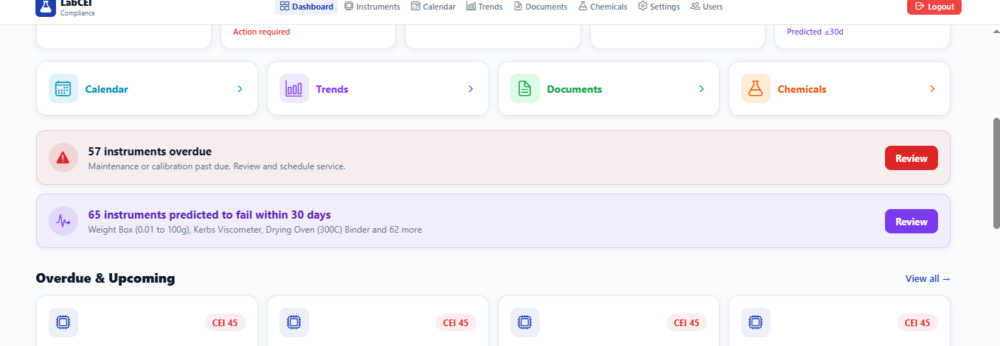 LabCEI
Compliance
Dashboard
Instruments
Calendar
Trends
Documents
Chemicals
Settings
Users
Logout
Action required
Predicted ≤30d
Calendar
Trends
Documents
Chemicals
57 instruments overdue
Maintenance or calibration past due. Review and schedule service.
Review
65 instruments predicted to fail within 30 days
Weight Box (0.01 to 100g), Kerbs Viscometer, Drying Oven (300C) Binder and 62 more
Review
Overdue & Upcoming
View all →
CEI 45
CEI 45
CEI 45
CEI 45